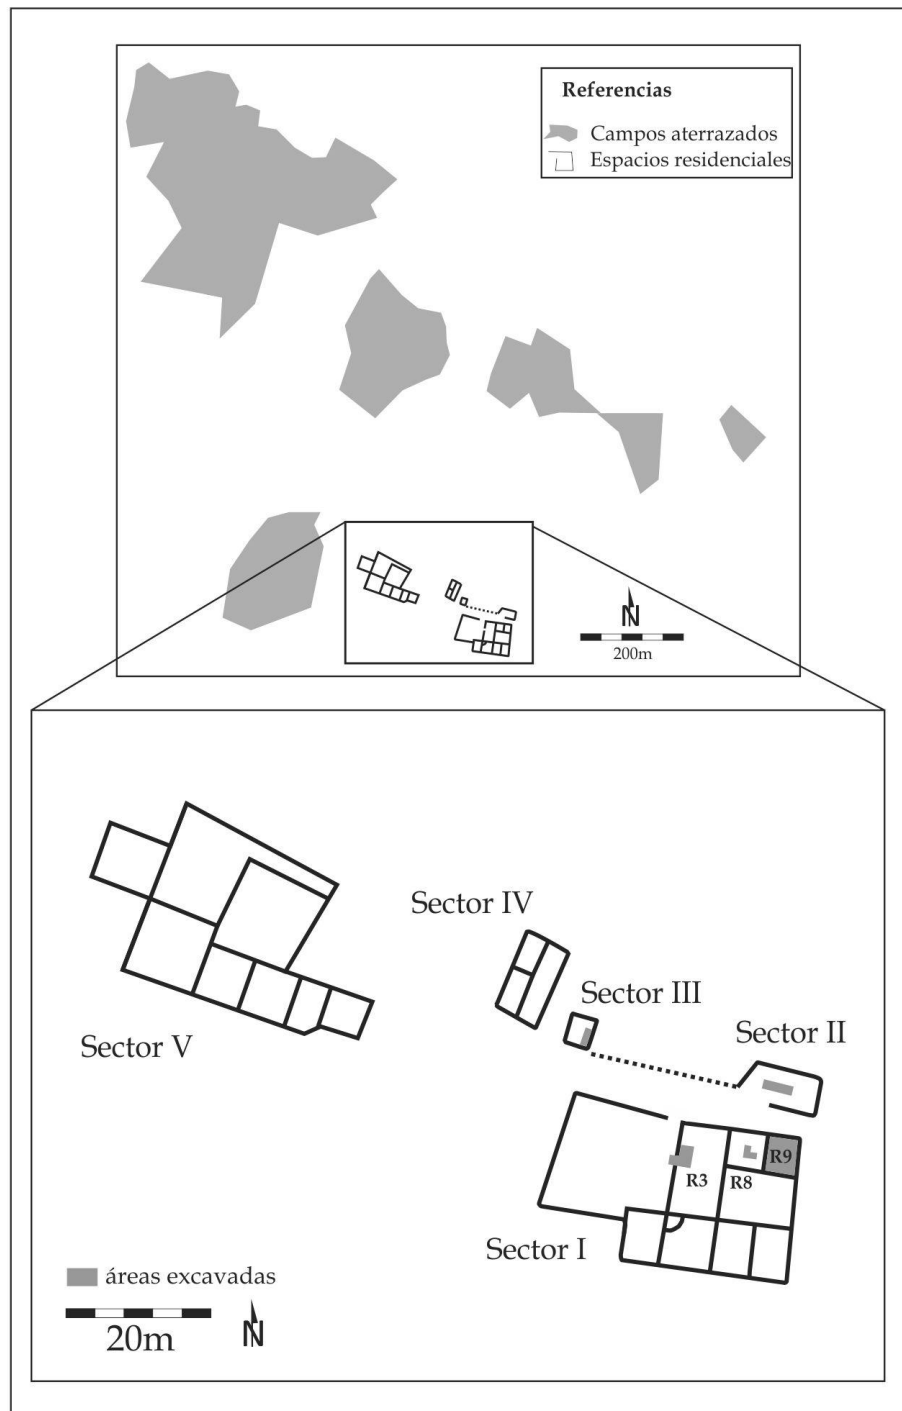 Referencias
Campos aterrazados
Espacios residenciales
N
200m
Sector IV
Sector III
Sector II
Sector V
R9
R3
R8
Sector I
áreas excavadas
20m
N